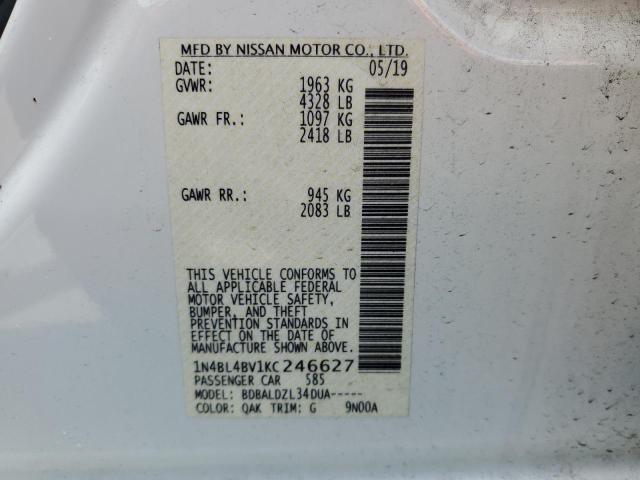 MFD BY NISSAN MOTOR CO., LTD.
DATE: 05/19
GVWR: 1963 KG
4328 LB
GAWR FR.: 1097 KG
2418 LB
GAWR RR.: 945 KG
2083 LB
THIS VEHICLE CONFORMS TO
ALL APPLICABLE FEDERAL
MOTOR VEHICLE SAFETY,
BUMPER, AND THEFT
PREVENTION STANDARDS IN
EFFECT ON THE DATE OF
MANUFACTURE SHOWN ABOVE.
1N4BL4BV1KC246627
PASSENGER CAR 585
MODEL: BDBALDZL34DUA-----
COLOR: QAK TRIM: G 9N00A